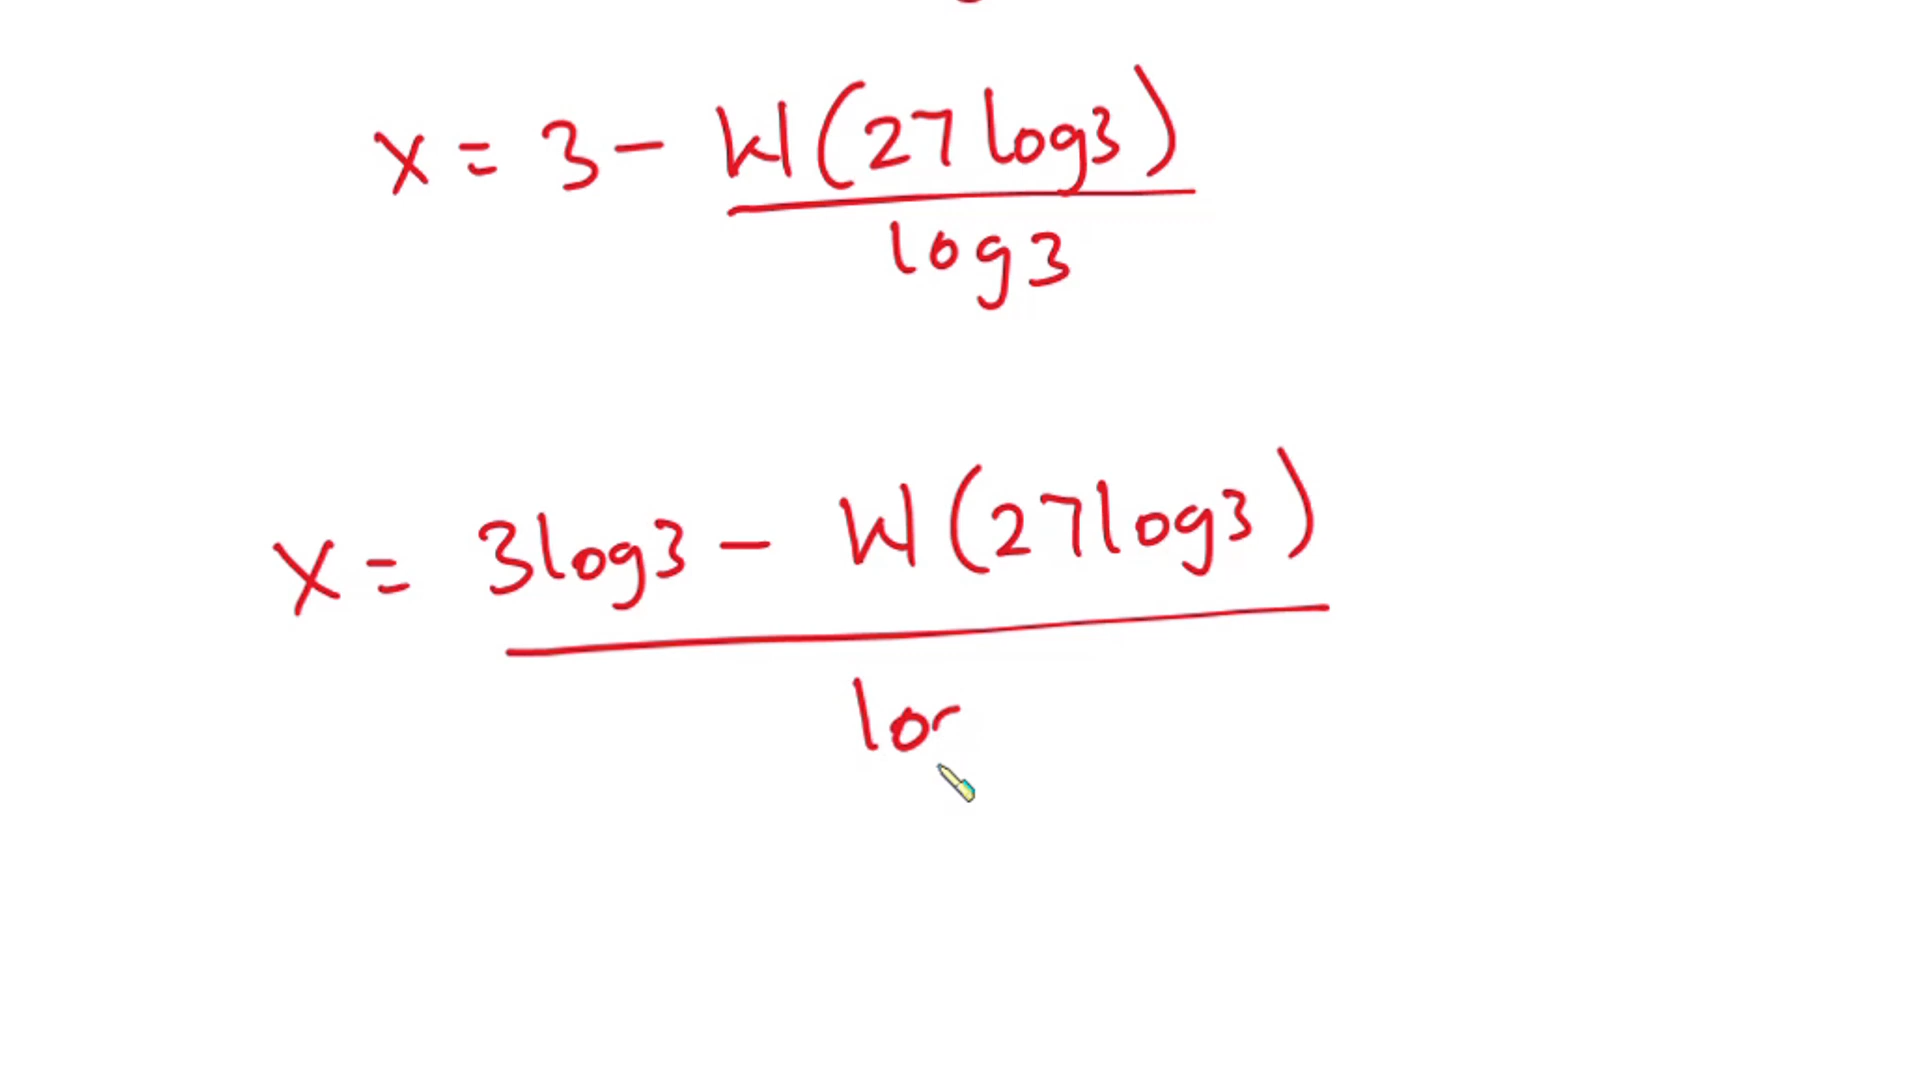 x = 3 - W(27 log3)
log3
x = 3log3 - W(27log3)
lo